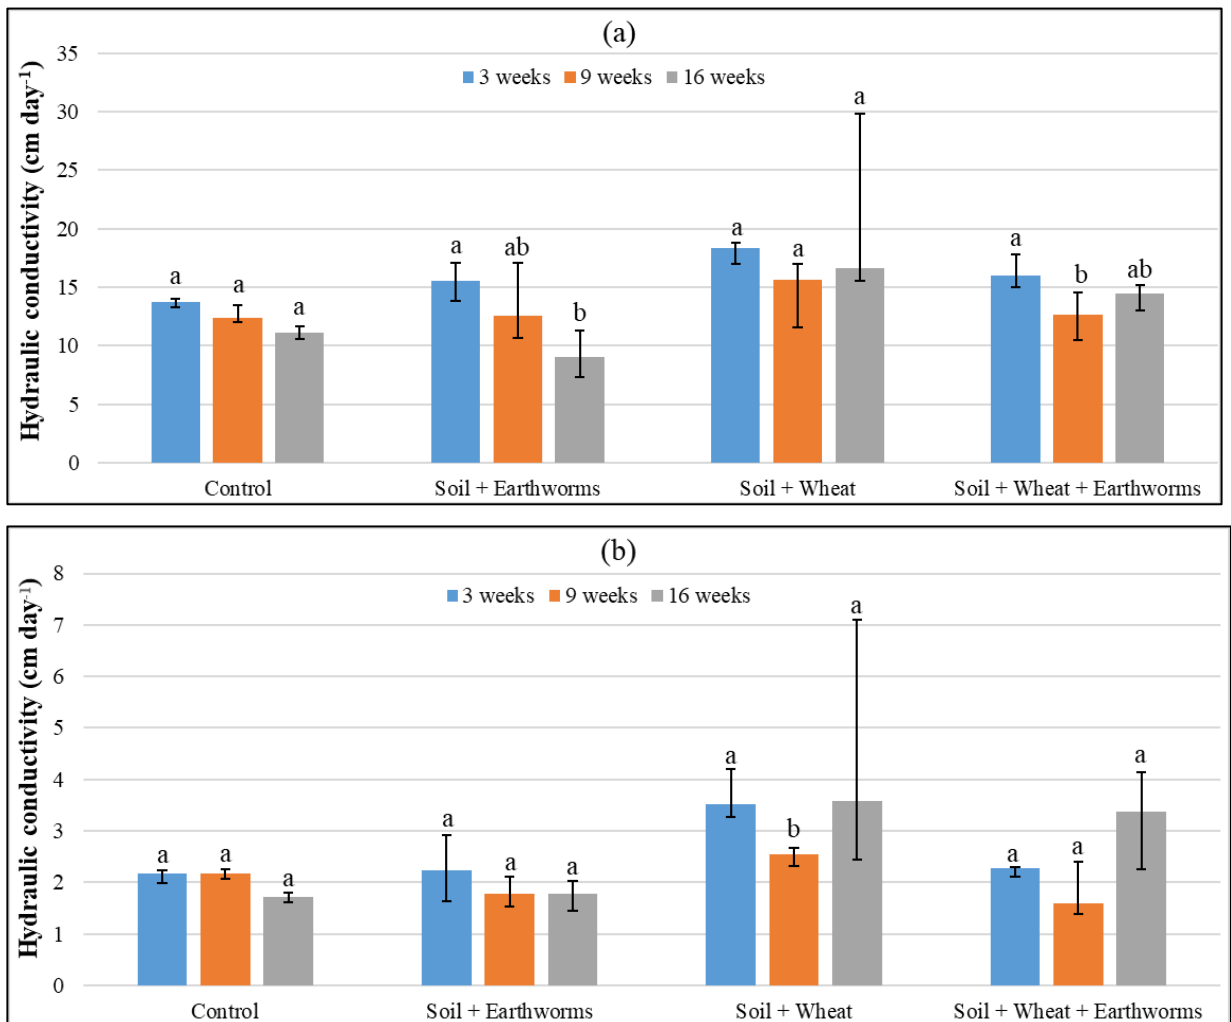 (a)
Hydraulic conductivity (cm day-1)
35
30
25
20
15
10
5
0
3 weeks 9 weeks 16 weeks
a a a
a ab b
a a a
a b ab
Control Soil + Earthworms Soil + Wheat Soil + Wheat + Earthworms
(b)
Hydraulic conductivity (cm day-1)
8
7
6
5
4
3
2
1
0
3 weeks 9 weeks 16 weeks
a a a
a a a
a b a
a a a
Control Soil + Earthworms Soil + Wheat Soil + Wheat + Earthworms